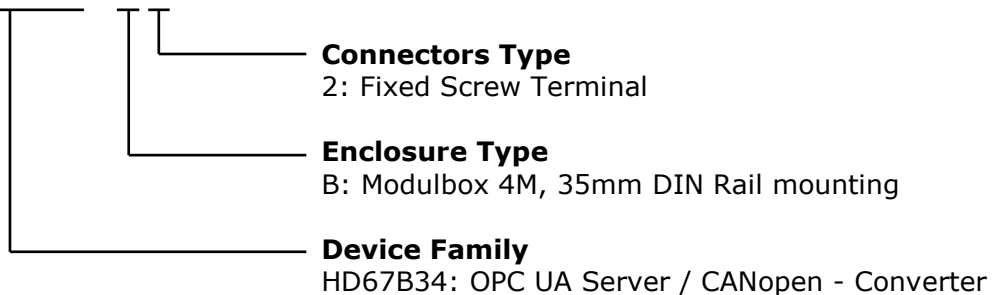 Connectors Type
2: Fixed Screw Terminal
Enclosure Type
B: Modulbox 4M, 35mm DIN Rail mounting
Device Family
HD67B34: OPC UA Server / CANopen - Converter